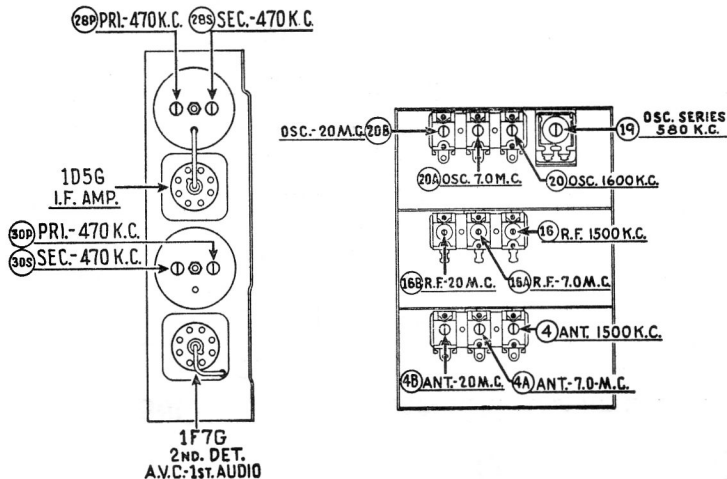 28P PRI.-470 K.C. 28S SEC.-470 K.C.
1D5G
I.F. AMP.
30P PRI.-470 K.C.
30S SEC.-470 K.C.
1F7G
2ND. DET.
A.V.C.-1ST. AUDIO
OSC.-20 M.C. 20B
19 OSC. SERIES
580 K.C.
20A OSC. 7.0 M.C. 20 OSC. 1600 K.C.
16 R.F. 1500 K.C.
16B R.F.-20 M.C. 16A R.F.-7.0 M.C.
4 ANT. 1500 K.C.
4B ANT.-20 M.C. 4A ANT.-7.0-M.C.